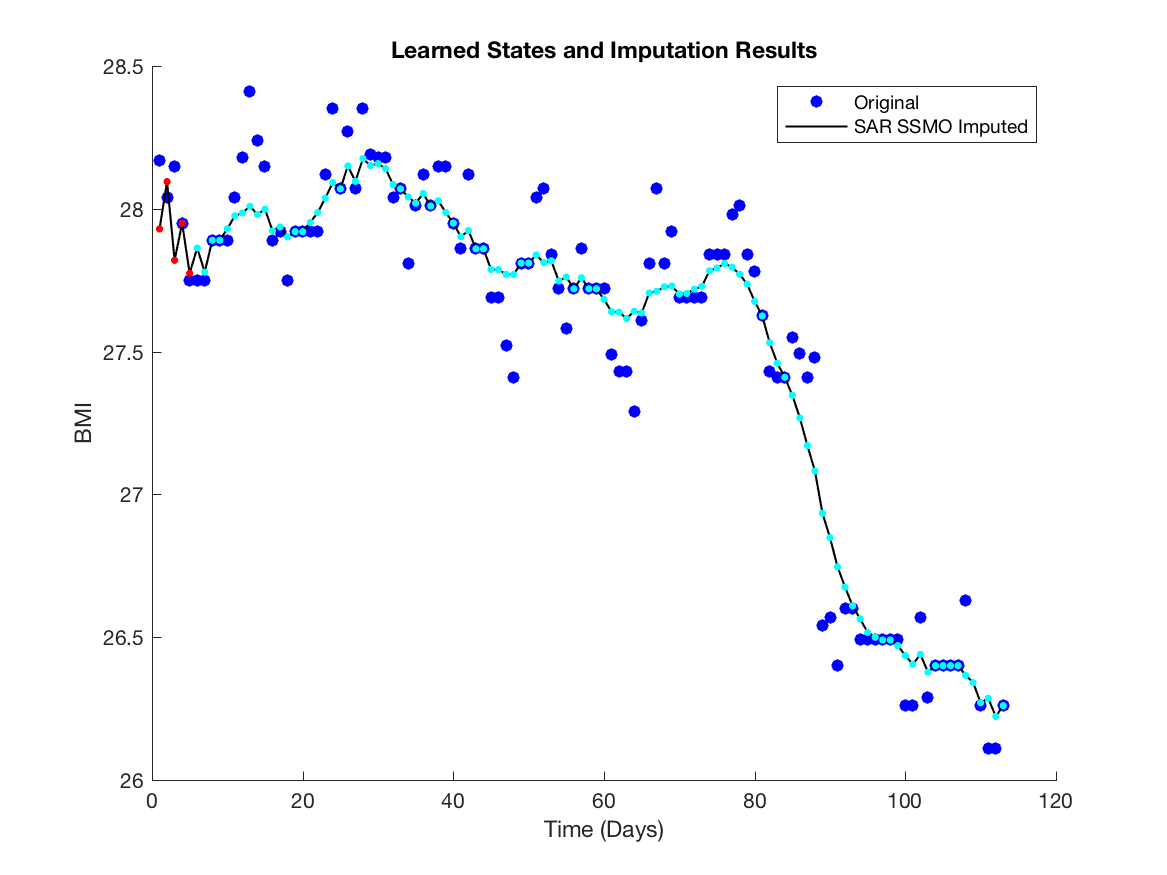 Learned States and Imputation Results
28.5
28
27.5
27
26.5
26
BMI
Original
SAR SSMO Imputed
0 20 40 60 80 100 120
Time (Days)